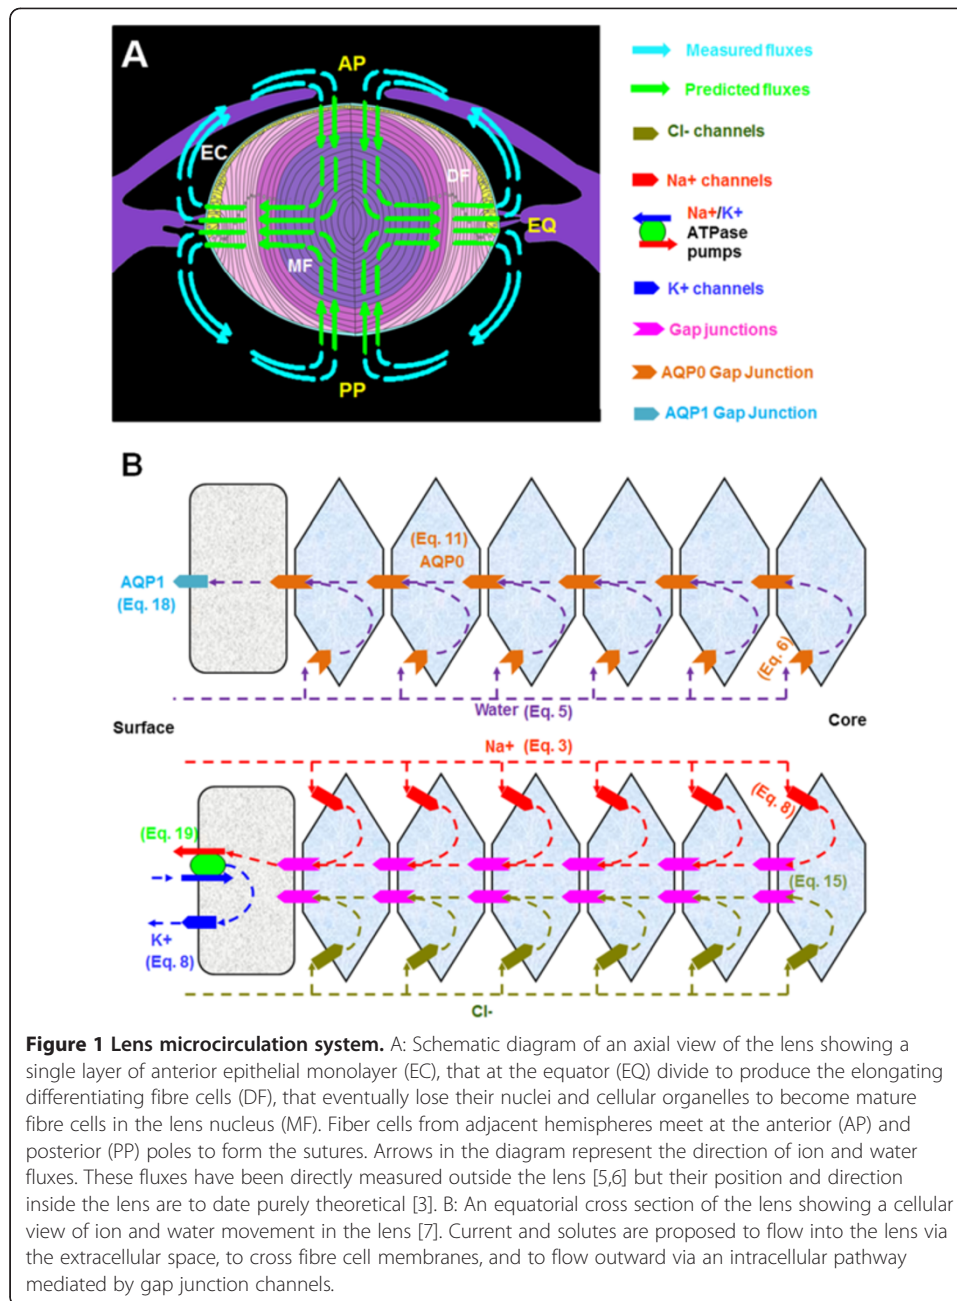 A
AP
EC
DF
EQ
MF
PP
Measured fluxes
Predicted fluxes
Cl- channels
Na+ channels
Na+/K+
ATPase
pumps
K+ channels
Gap junctions
AQP0 Gap Junction
AQP1 Gap Junction
B
(Eq. 11)
AQP0
AQP1
(Eq. 18)
(Eq. 6)
Water (Eq. 5)
Surface
Core
Na+ (Eq. 3)
(Eq. 8)
(Eq. 19)
(Eq. 15)
K+
(Eq. 8)
Cl-
Figure 1 Lens microcirculation system. A: Schematic diagram of an axial view of the lens showing a
single layer of anterior epithelial monolayer (EC), that at the equator (EQ) divide to produce the elongating
differentiating fibre cells (DF), that eventually lose their nuclei and cellular organelles to become mature
fibre cells in the lens nucleus (MF). Fiber cells from adjacent hemispheres meet at the anterior (AP) and
posterior (PP) poles to form the sutures. Arrows in the diagram represent the direction of ion and water
fluxes. These fluxes have been directly measured outside the lens [5,6] but their position and direction
inside the lens are to date purely theoretical [3]. B: An equatorial cross section of the lens showing a cellular
view of ion and water movement in the lens [7]. Current and solutes are proposed to flow into the lens via
the extracellular space, to cross fibre cell membranes, and to flow outward via an intracellular pathway
mediated by gap junction channels.